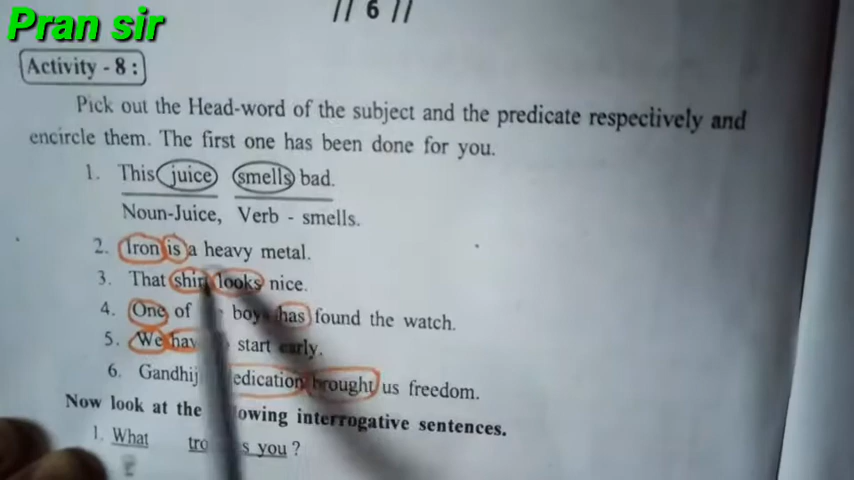 Pran sir
// 6 //
Activity - 8 :
Pick out the Head-word of the subject and the predicate respectively and
encircle them. The first one has been done for you.
1. This juice smells bad.
Noun-Juice, Verb - smells.
2. Iron is a heavy metal.
3. That shirt looks nice.
4. One of boys has found the watch.
5. We have start early.
6. Gandhij edication brought us freedom.
Now look at the owing interrogative sentences.
1. What tro s you ?